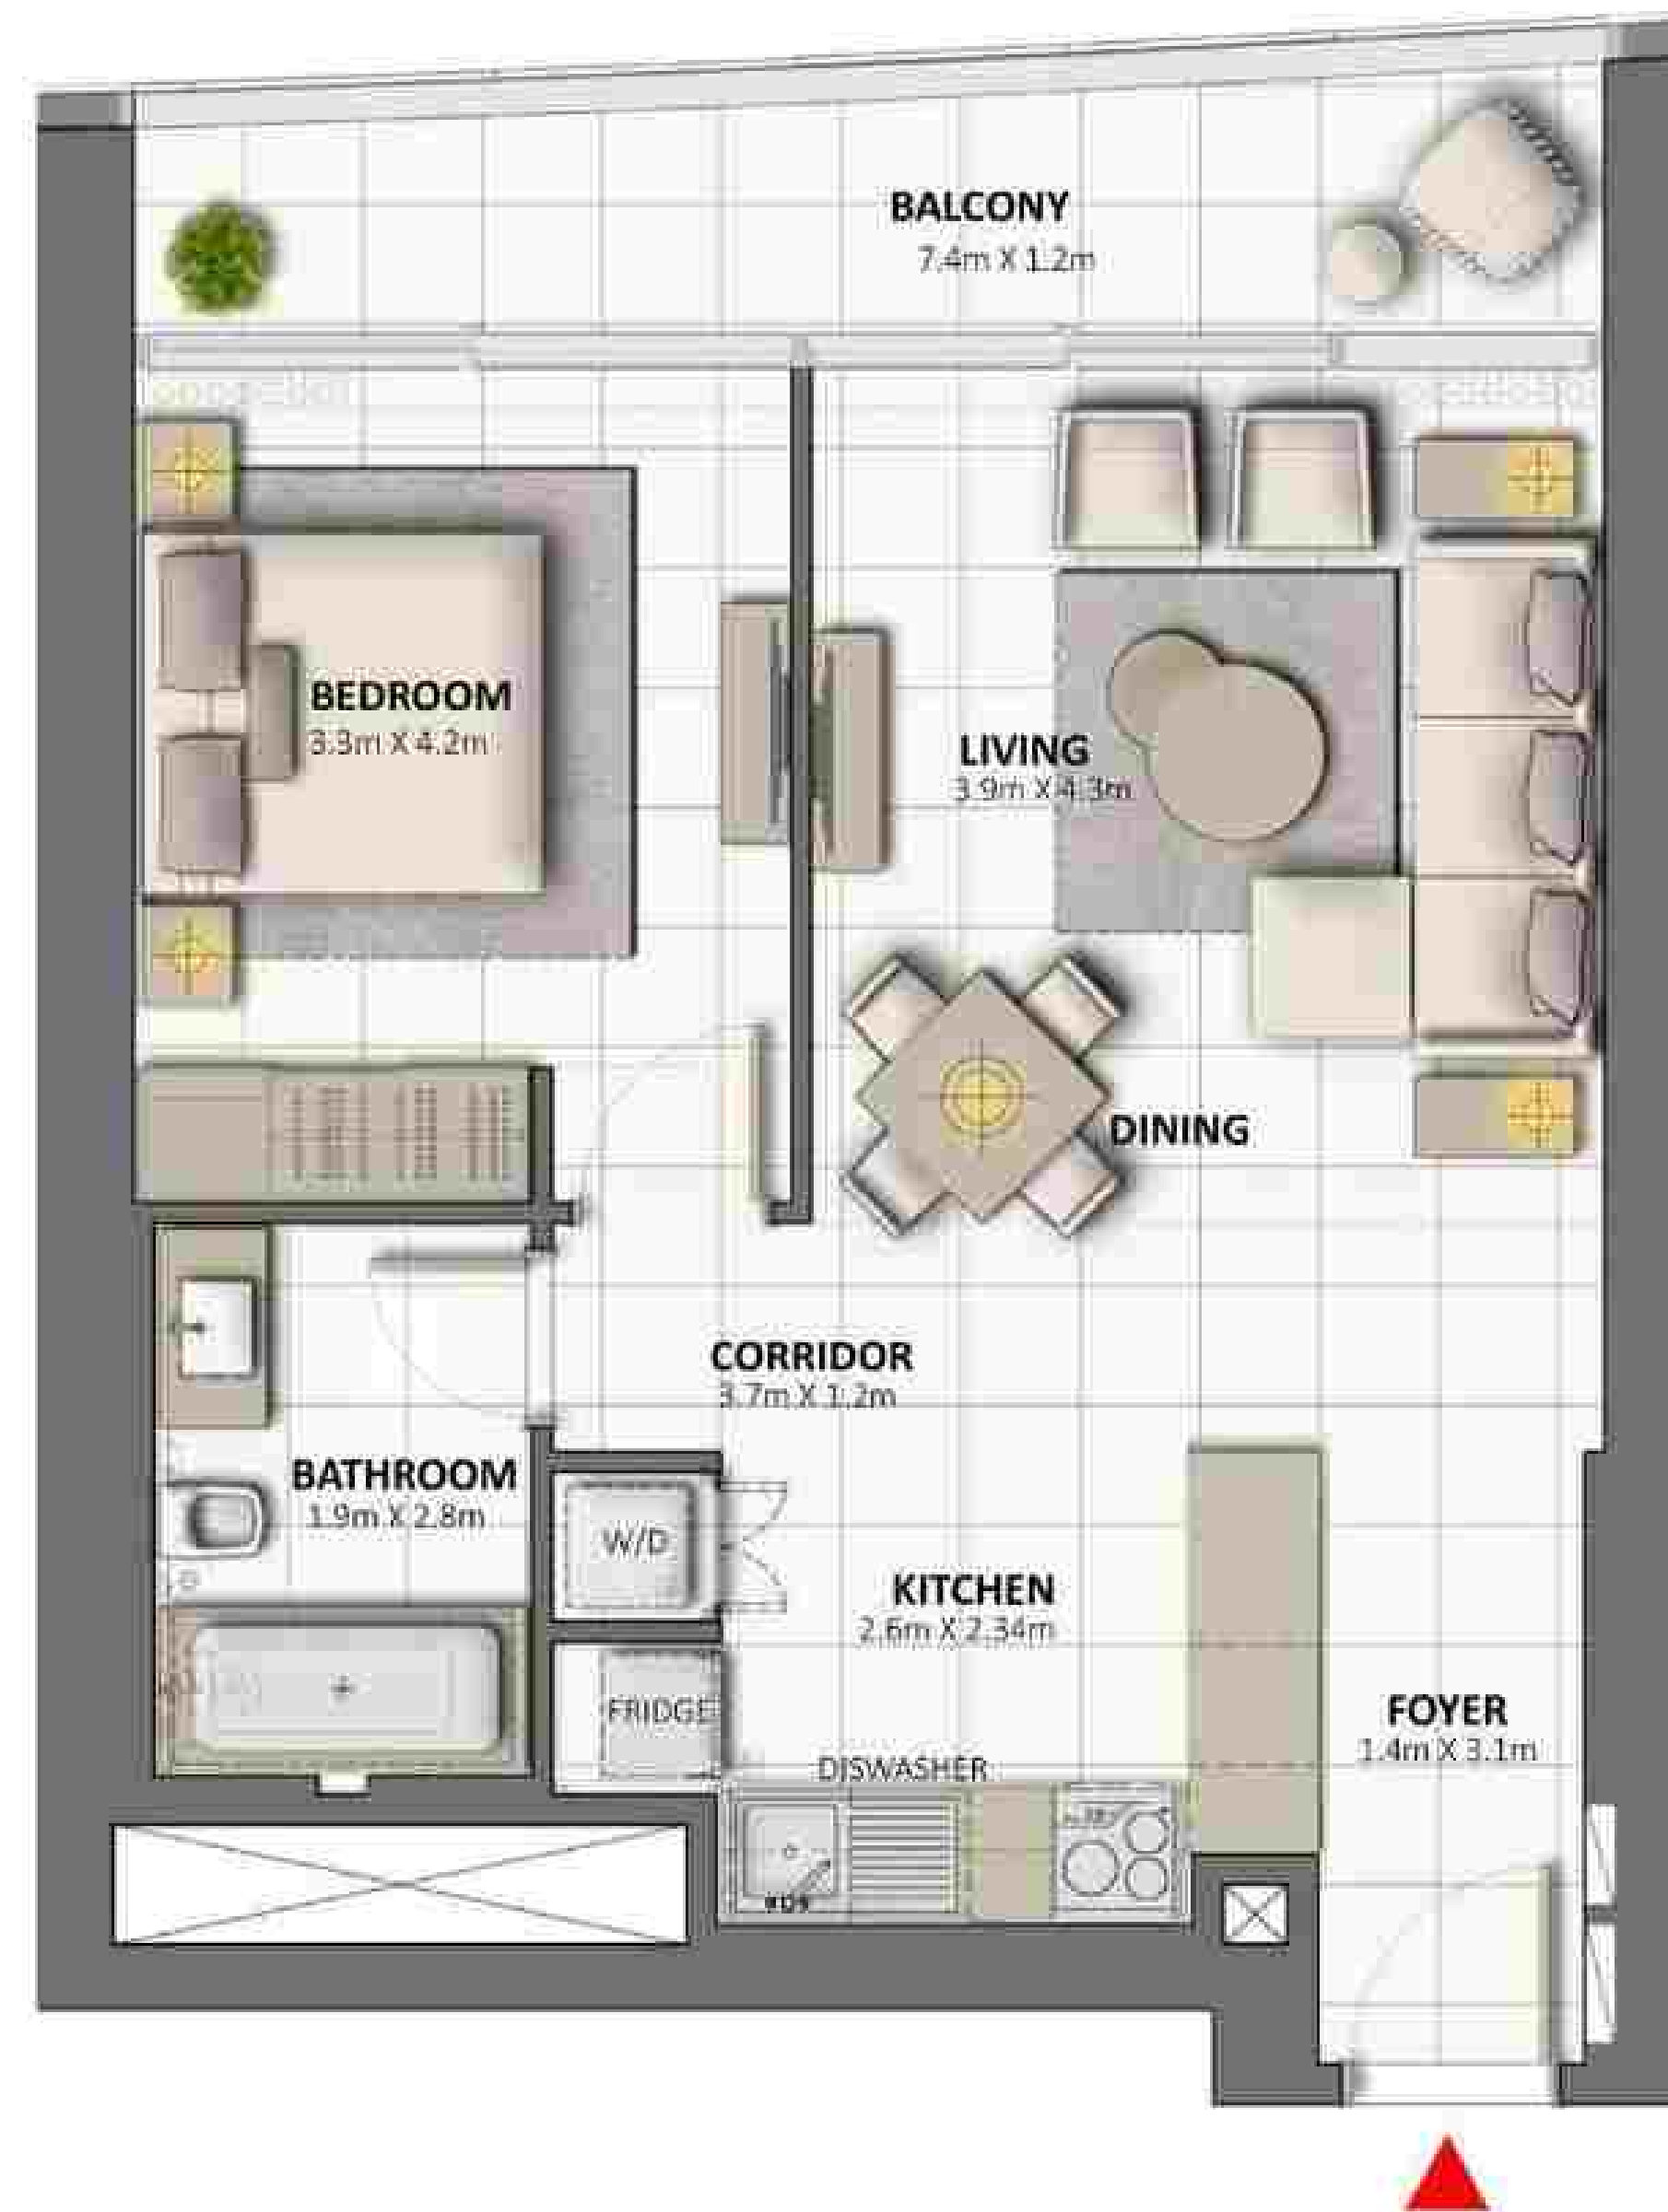 BALCONY
7.4m X 1.2m
BEDROOM
3.3m X 4.2m
LIVING
3.9m X 4.3m
DINING
CORRIDOR
3.7m X 1.2m
BATHROOM
1.9m X 2.8m
W/D
KITCHEN
2.6m X 2.34m
FRIDGE
FOYER
1.4m X 3.1m
DISWASHER